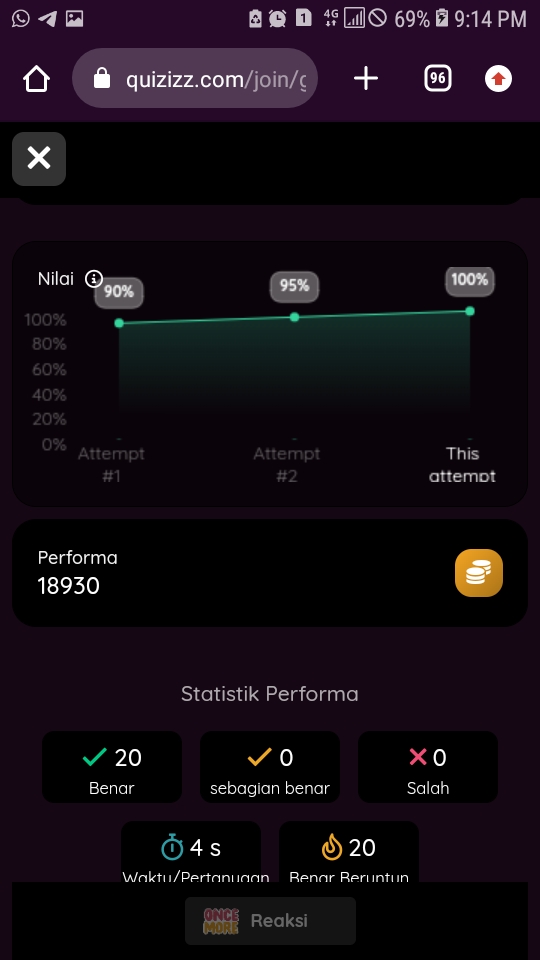 4G 69% 9:14 PM
1
quizizz.com/join/g
96
Nilai
90%
95%
100%
100%
80%
60%
40%
20%
0%
Attempt
#1
Attempt
#2
This
attempt
Performa
18930
Statistik Performa
20
Benar
0
sebagian benar
0
Salah
4 s
Waktu/Pertanyaan
20
Benar Beruntun
ONCE
MORE
Reaksi